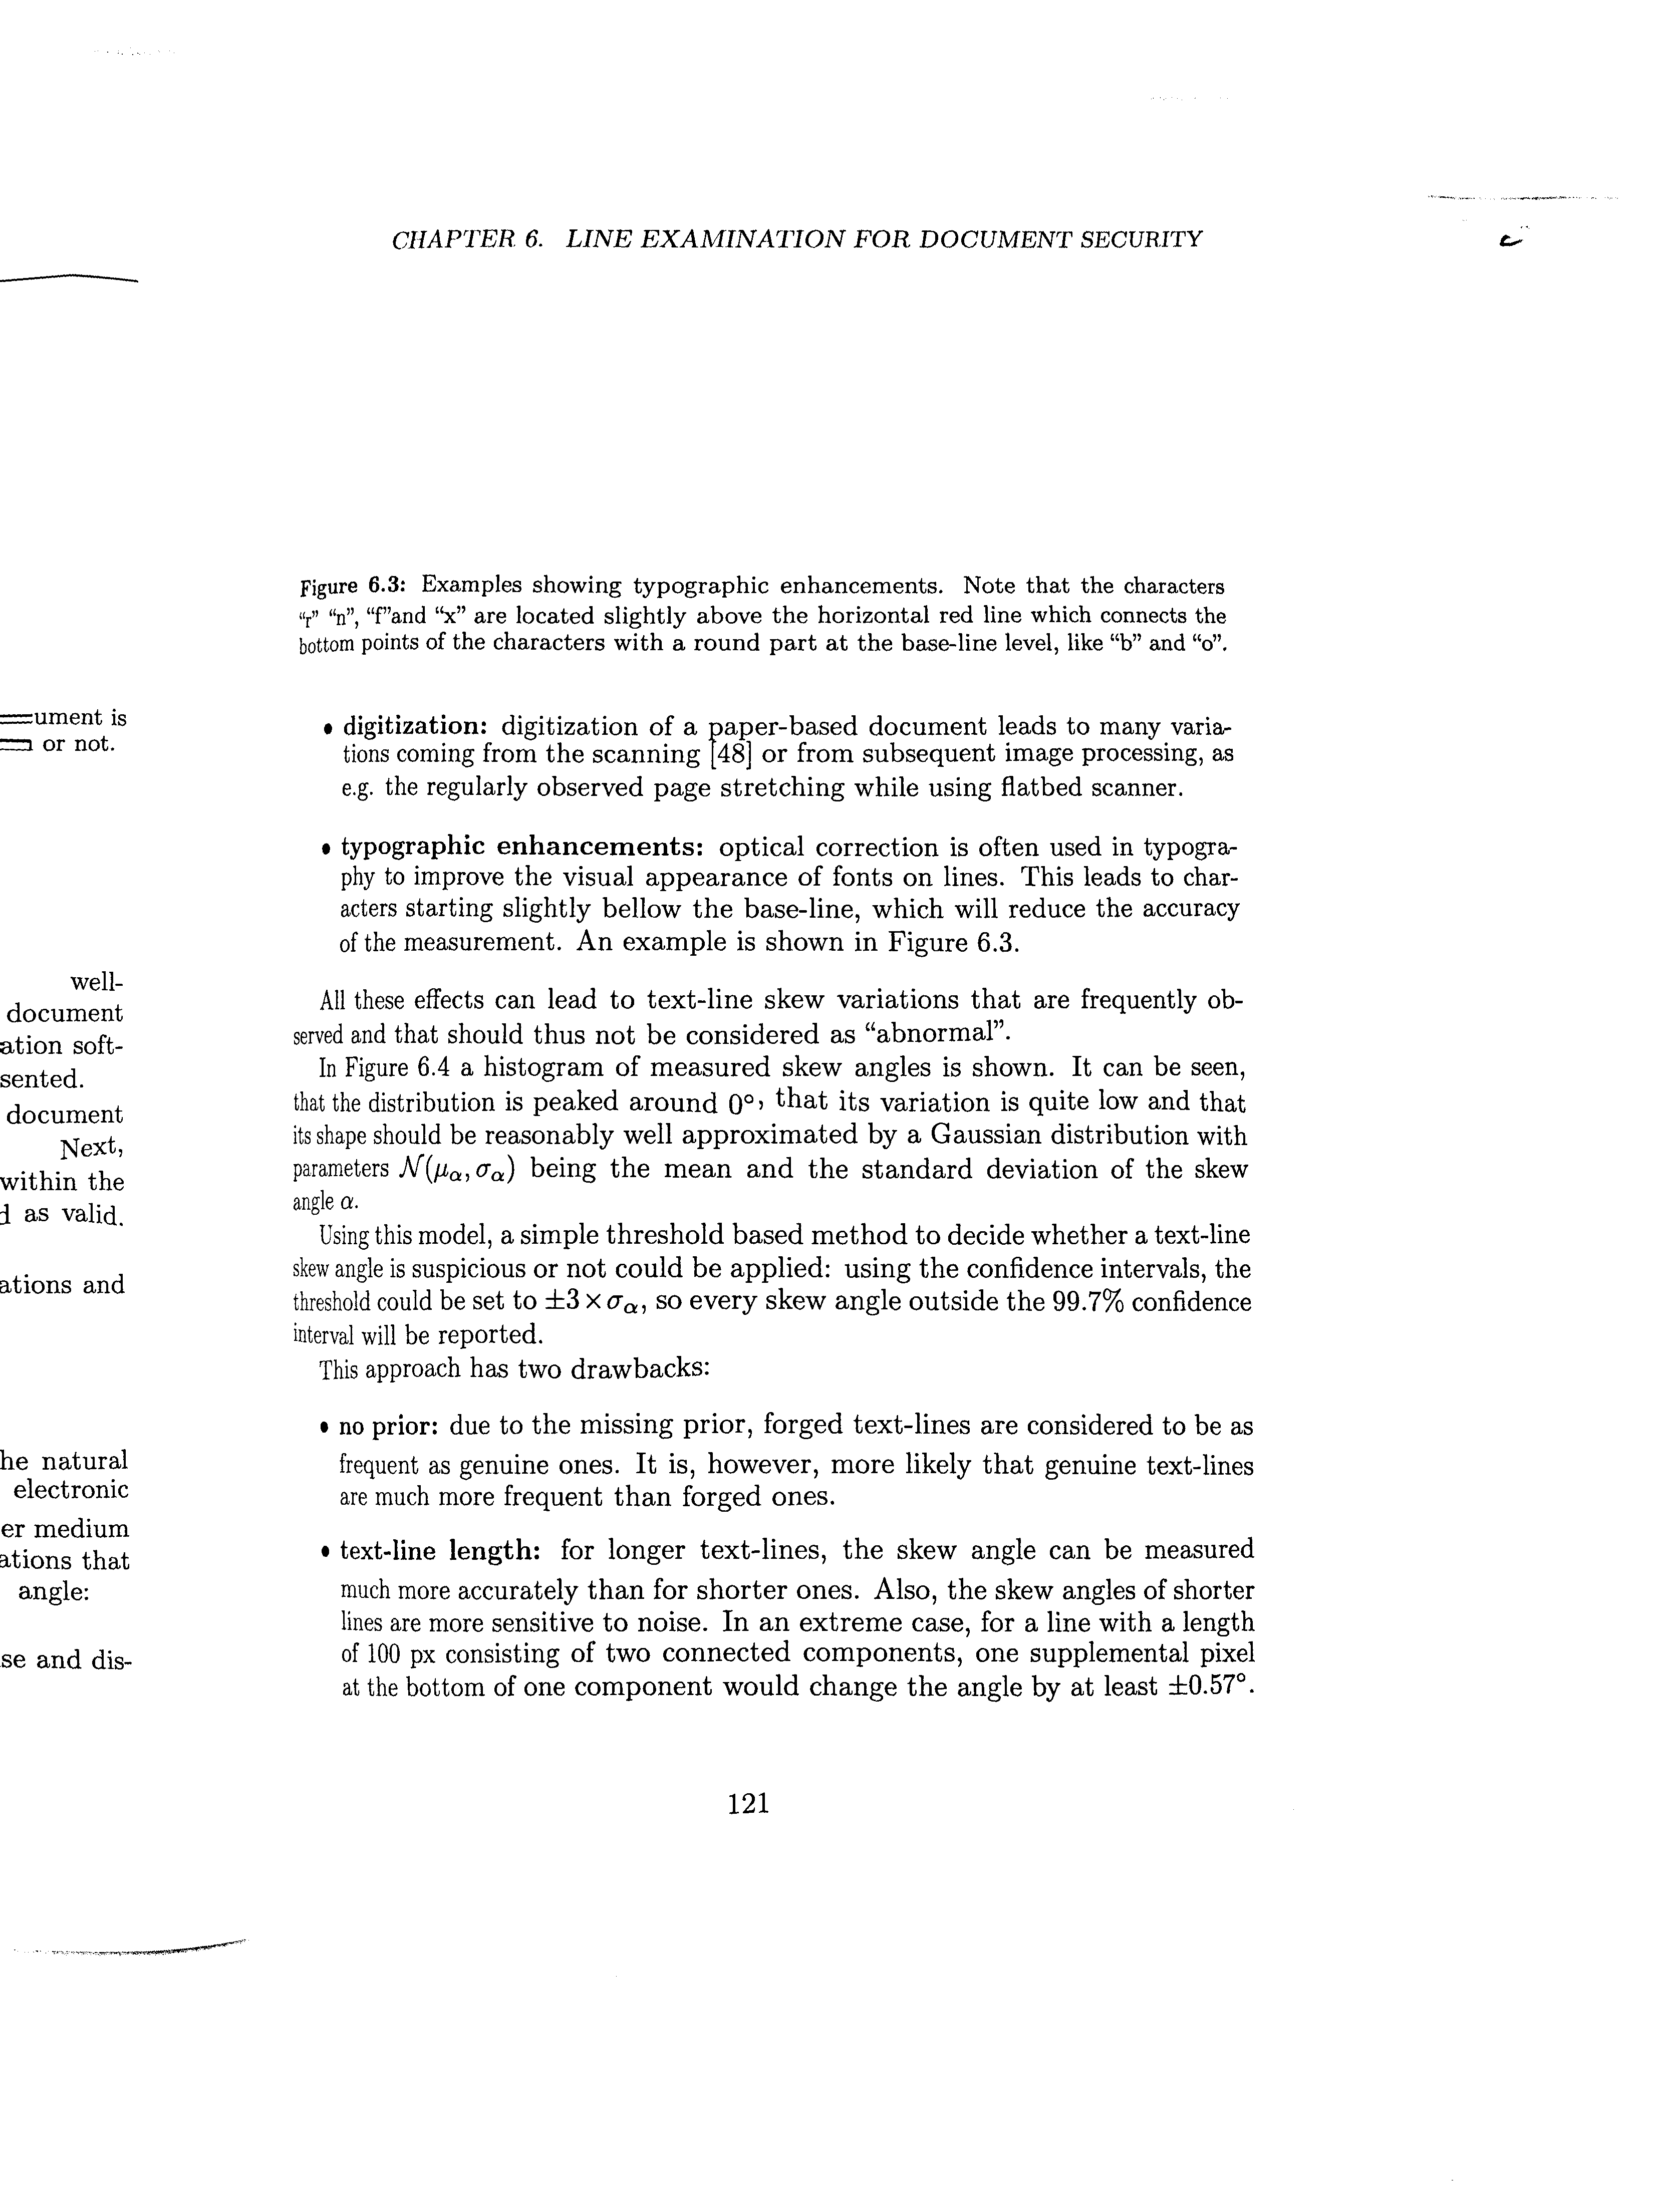 CHAPTER 6. LINE EXAMINATION FOR DOCUMENT SECURITY
Figure 6.3: Examples showing typographic enhancements. Note that the characters
“r” “n”, “f”and “x” are located slightly above the horizontal red line which connects the
bottom points of the characters with a round part at the base-line level, like “b” and “o”.
• digitization: digitization of a paper-based document leads to many varia-
tions coming from the scanning [48] or from subsequent image processing, as
e.g. the regularly observed page stretching while using flatbed scanner.
• typographic enhancements: optical correction is often used in typogra-
phy to improve the visual appearance of fonts on lines. This leads to char-
acters starting slightly bellow the base-line, which will reduce the accuracy
of the measurement. An example is shown in Figure 6.3.
All these effects can lead to text-line skew variations that are frequently ob-
served and that should thus not be considered as “abnormal”.
In Figure 6.4 a histogram of measured skew angles is shown. It can be seen,
that the distribution is peaked around 0°, that its variation is quite low and that
its shape should be reasonably well approximated by a Gaussian distribution with
parameters N(μα, σα) being the mean and the standard deviation of the skew
angle α.
Using this model, a simple threshold based method to decide whether a text-line
skew angle is suspicious or not could be applied: using the confidence intervals, the
threshold could be set to ±3 × σα, so every skew angle outside the 99.7% confidence
interval will be reported.
This approach has two drawbacks:
• no prior: due to the missing prior, forged text-lines are considered to be as
frequent as genuine ones. It is, however, more likely that genuine text-lines
are much more frequent than forged ones.
• text-line length: for longer text-lines, the skew angle can be measured
much more accurately than for shorter ones. Also, the skew angles of shorter
lines are more sensitive to noise. In an extreme case, for a line with a length
of 100 px consisting of two connected components, one supplemental pixel
at the bottom of one component would change the angle by at least ±0.57°.
121
ument is
or not.
well-
document
ation soft-
sented.
document
Next,
within the
as valid.
ations and
he natural
electronic
er medium
ations that
angle:
se and dis-